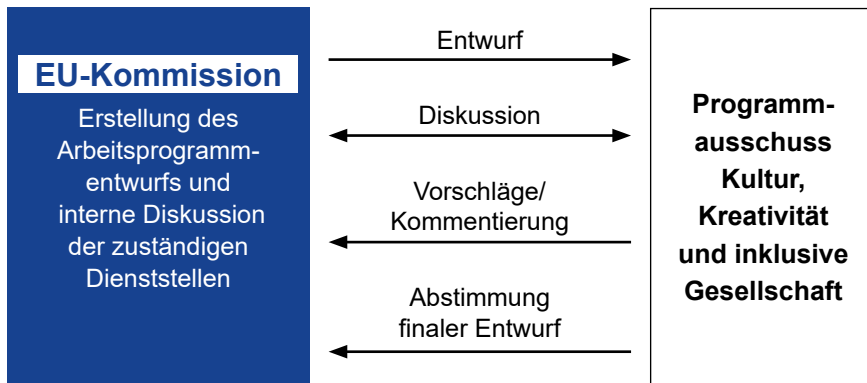 EU-Kommission
Erstellung des
Arbeitsprogramm-
entwurfs und
interne Diskussion
der zuständigen
Dienststellen
Entwurf
Diskussion
Vorschläge/
Kommentierung
Abstimmung
finaler Entwurf
Programm-
ausschuss
Kultur,
Kreativität
und inklusive
Gesellschaft